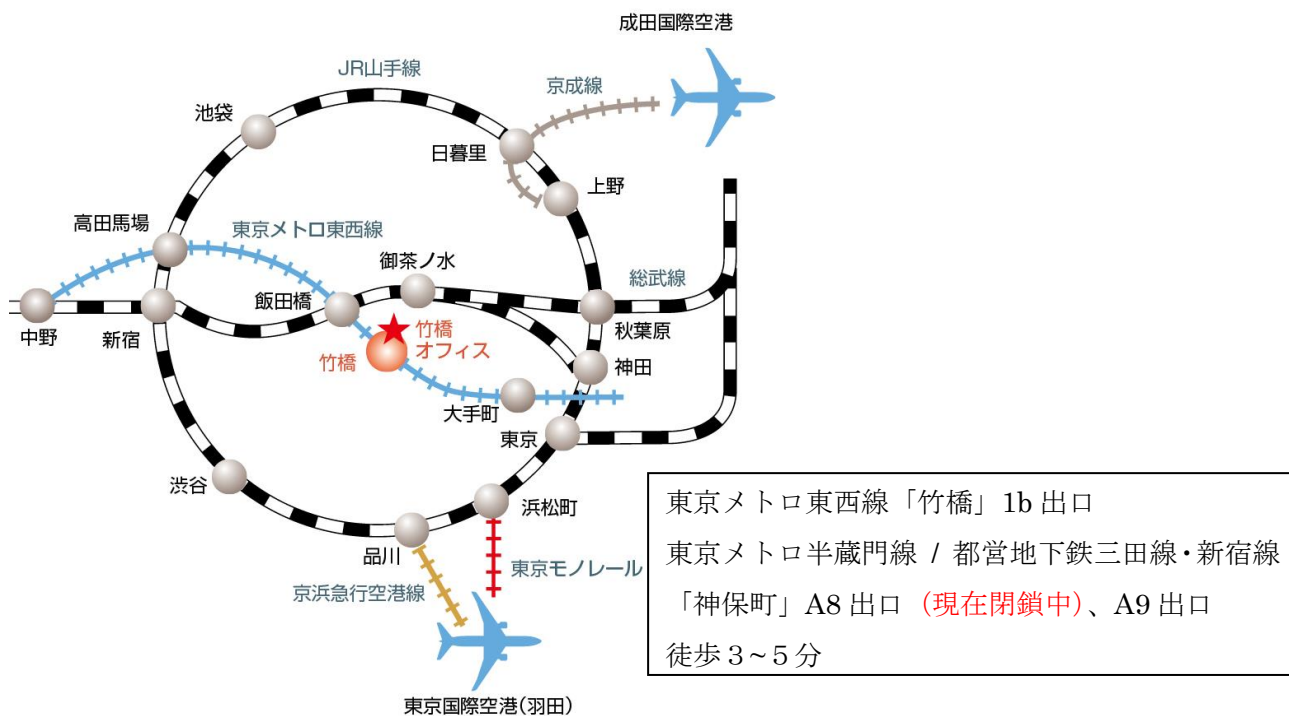 成田国際空港
JR山手線
京成線
池袋
日暮里
上野
高田馬場
東京メトロ東西線
御茶ノ水
総武線
飯田橋
中野
新宿
竹橋
オフィス
竹橋
秋葉原
神田
大手町
東京
渋谷
浜松町
品川
東京モノレール
京浜急行空港線
東京国際空港(羽田)
東京メトロ東西線「竹橋」1b 出口
東京メトロ半蔵門線 / 都営地下鉄三田線・新宿線
「神保町」A8 出口（現在閉鎖中）、A9 出口
徒歩３~５分